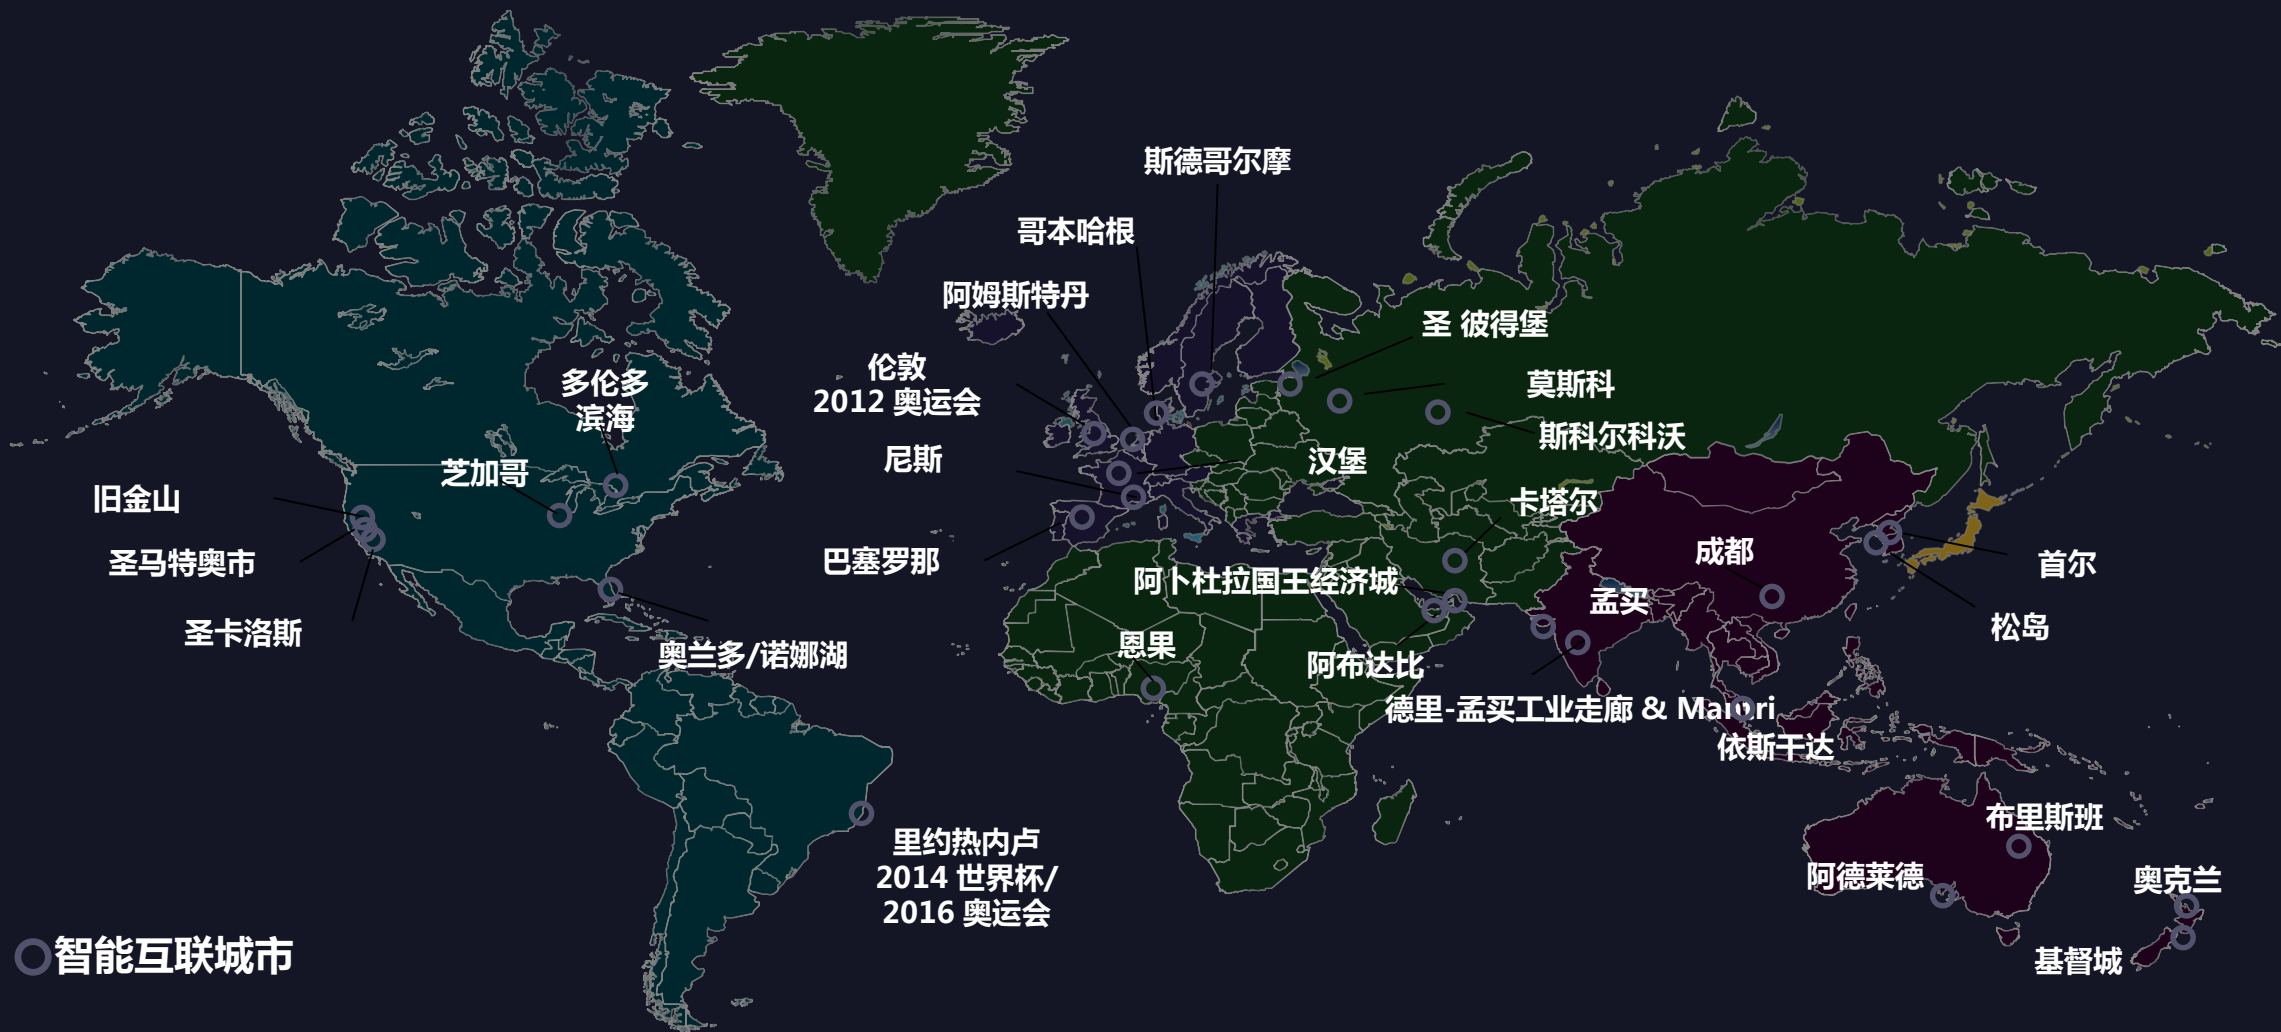 斯德哥尔摩
哥本哈根
阿姆斯特丹
圣 彼得堡
伦敦
2012 奥运会
多伦多
滨海
莫斯科
斯科尔科沃
尼斯
汉堡
芝加哥
旧金山
卡塔尔
圣马特奥市
巴塞罗那
成都
首尔
阿卜杜拉国王经济城
孟买
松岛
圣卡洛斯
恩果
奥兰多/诺娜湖
阿布达比
德里-孟买工业走廊 &
依斯干达
布里斯班
里约热内卢
2014 世界杯/
2016 奥运会
阿德莱德
奥克兰
基督城
智能互联城市